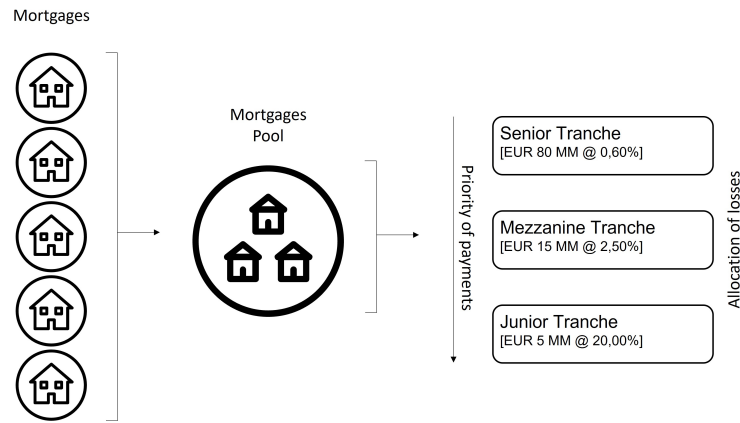 Mortgages
Mortgages
Pool
Priority of payments
Senior Tranche
[EUR 80 MM @ 0,60%]
Mezzanine Tranche
[EUR 15 MM @ 2,50%]
Junior Tranche
[EUR 5 MM @ 20,00%]
Allocation of losses